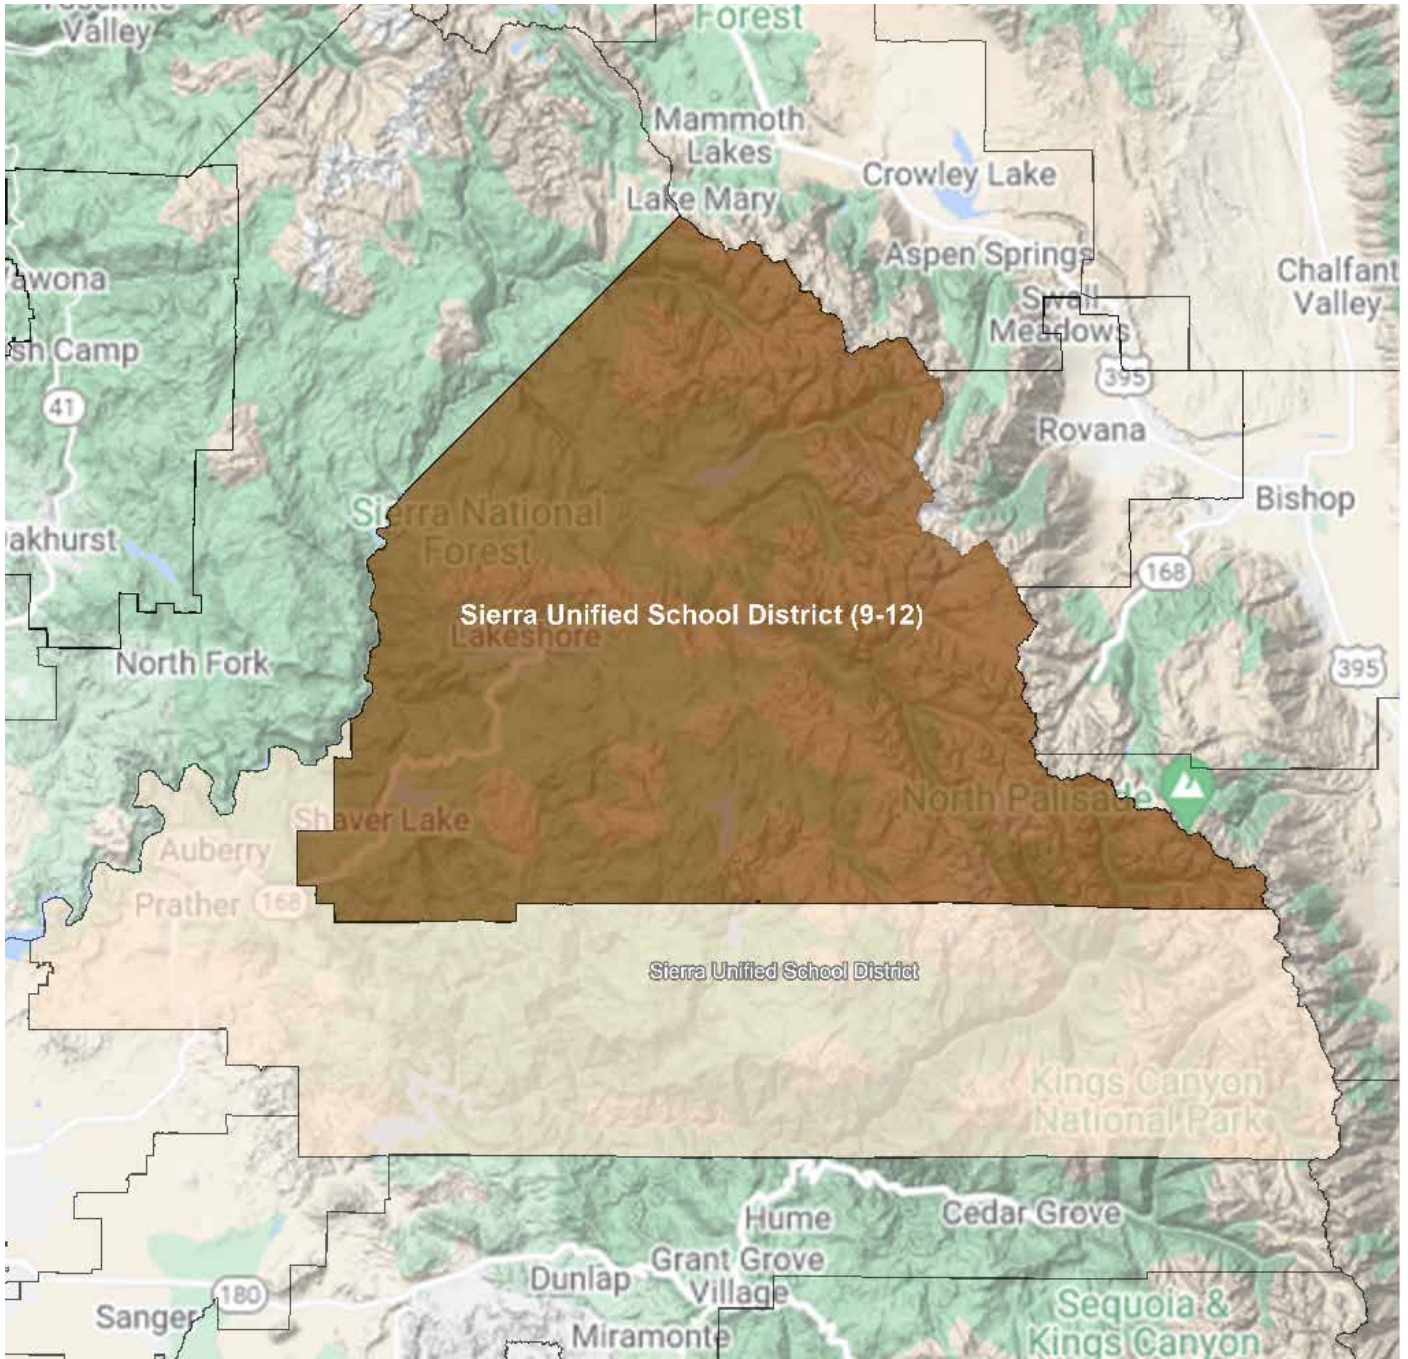 Yosemite
Valley
Forest
Mammoth
Lakes
Crowley Lake
Lake Mary
Aspen Springs
Chalfant
Valley
Swall
Meadows
awona
sh Camp
41
395
Rovana
Bishop
Sierra National
Forest
akhurst
168
Sierra Unified School District (9-12)
Lakeshore
North Fork
395
North Palisade
Shaver Lake
Auberry
Prather
168
Sierra Unified School District
Kings Canyon
National Park
Hume
Cedar Grove
Grant Grove
Village
Dunlap
180
Sanger
Miramonte
Sequoia &
Kings Canyon